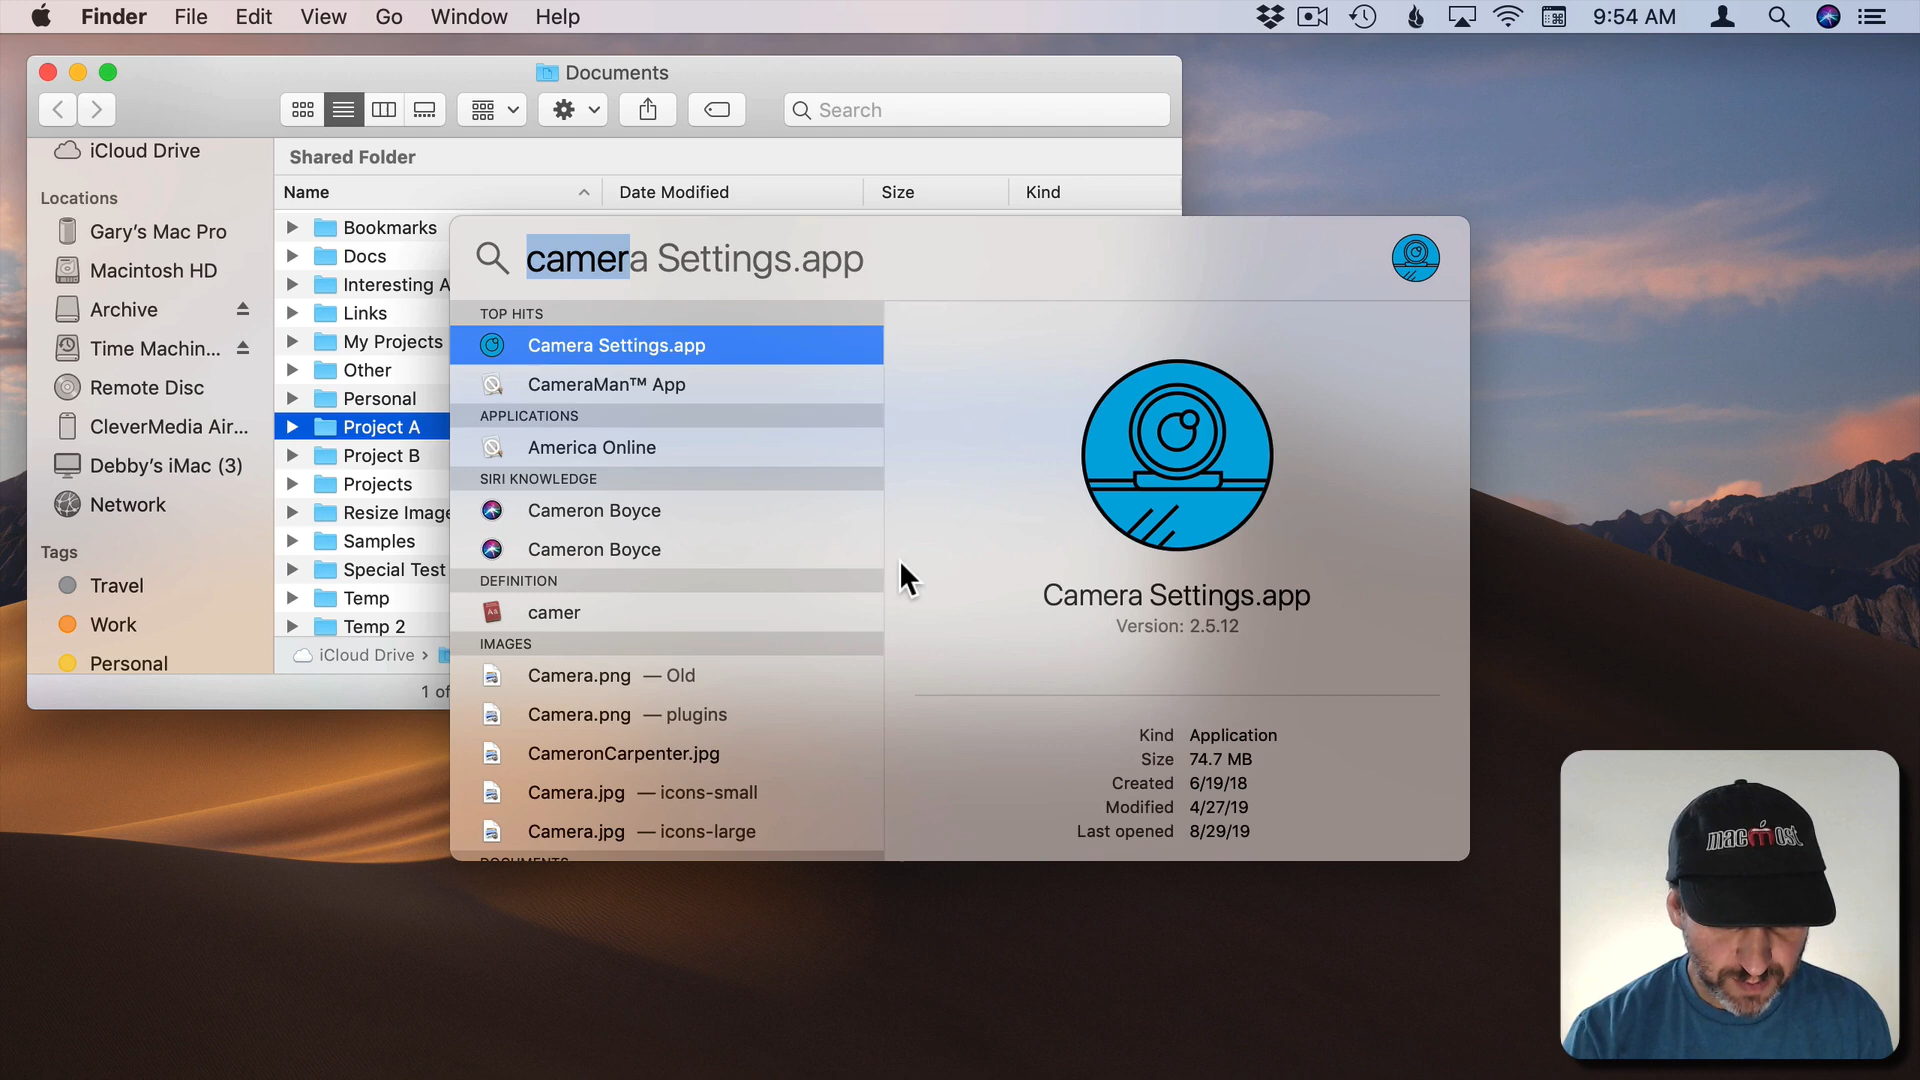 Finder File Edit View Go Window Help 9:54 AM
Documents
Search
iCloud Drive
Locations
Gary's Mac Pro
Macintosh HD
Archive
Time Machin...
Remote Disc
CleverMedia Air...
Debby's iMac (3)
Network
Tags
Travel
Work
Personal
Shared Folder
Name Date Modified Size Kind
Bookmarks
Docs
Interesting A
Links
My Projects
Other
Personal
Project A
Project B
Projects
Resize Image
Samples
Special Test
Temp
Temp 2
iCloud Drive ›
1 of
camera Settings.app
TOP HITS
Camera Settings.app
CameraMan™ App
APPLICATIONS
America Online
SIRI KNOWLEDGE
Cameron Boyce
Cameron Boyce
DEFINITION
camer
IMAGES
Camera.png — Old
Camera.png — plugins
CameronCarpenter.jpg
Camera.jpg — icons-small
Camera.jpg — icons-large
DOCUMENTS
Camera Settings.app
Version: 2.5.12
Kind Application
Size 74.7 MB
Created 6/19/18
Modified 4/27/19
Last opened 8/29/19
macmost